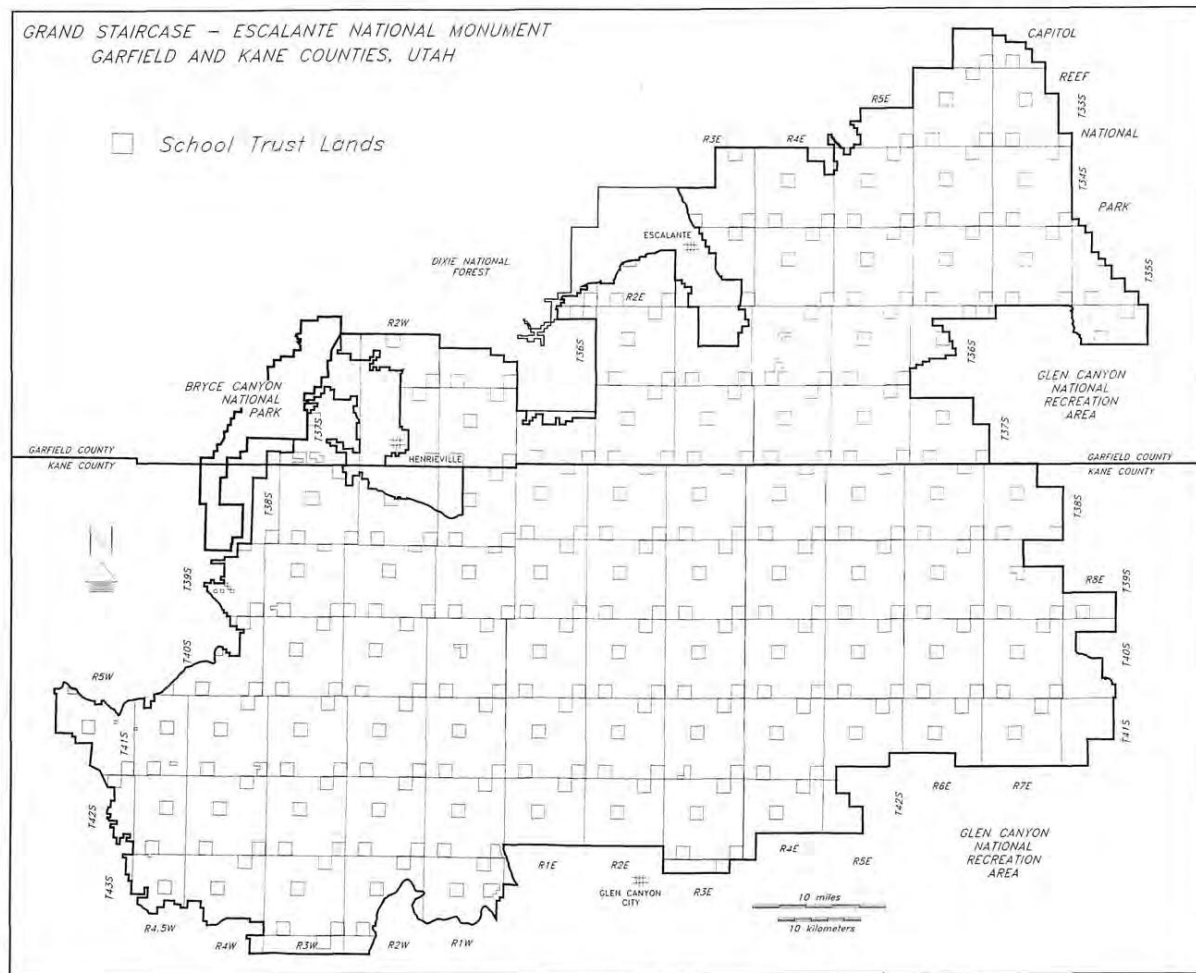 GRAND STAIRCASE - ESCALANTE NATIONAL MONUMENT
GARFIELD AND KANE COUNTIES, UTAH
School Trust Lands
CAPITOL
REEF
NATIONAL
PARK
R5E
T33S
R3E
R4E
T34S
ESCALANTE
DIXIE NATIONAL
FOREST
T35S
R2E
R2W
T36S
T36S
GLEN CANYON
NATIONAL
RECREATION
AREA
BRYCE CANYON
NATIONAL
PARK
T37S
T37S
HENRIEVILLE
GARFIELD COUNTY
KANE COUNTY
GARFIELD COUNTY
KANE COUNTY
T38S
T38S
N
T39S
R8E
T39S
T40S
T40S
R5W
T41S
T41S
T42S
T42S
R6E
R7E
GLEN CANYON
NATIONAL
RECREATION
AREA
T43S
R1E
R2E
R4E
R5E
GLEN CANYON
CITY
R3E
10 miles
10 kilometers
R4.5W
R4W
R3W
R2W
R1W